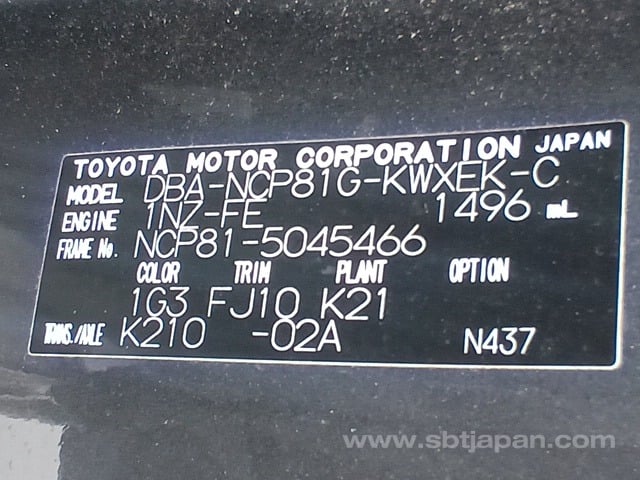 TOYOTA MOTOR CORPORATION JAPAN
MODEL DBA-NCP81G-KWXEK-C
ENGINE 1NZ-FE 1496 mL
FRAME No. NCP81-5045466
COLOR TRIM PLANT OPTION
1G3 FJ10 K21
TRANS./AXLE K210 -02A N437
www.sbtjapan.com